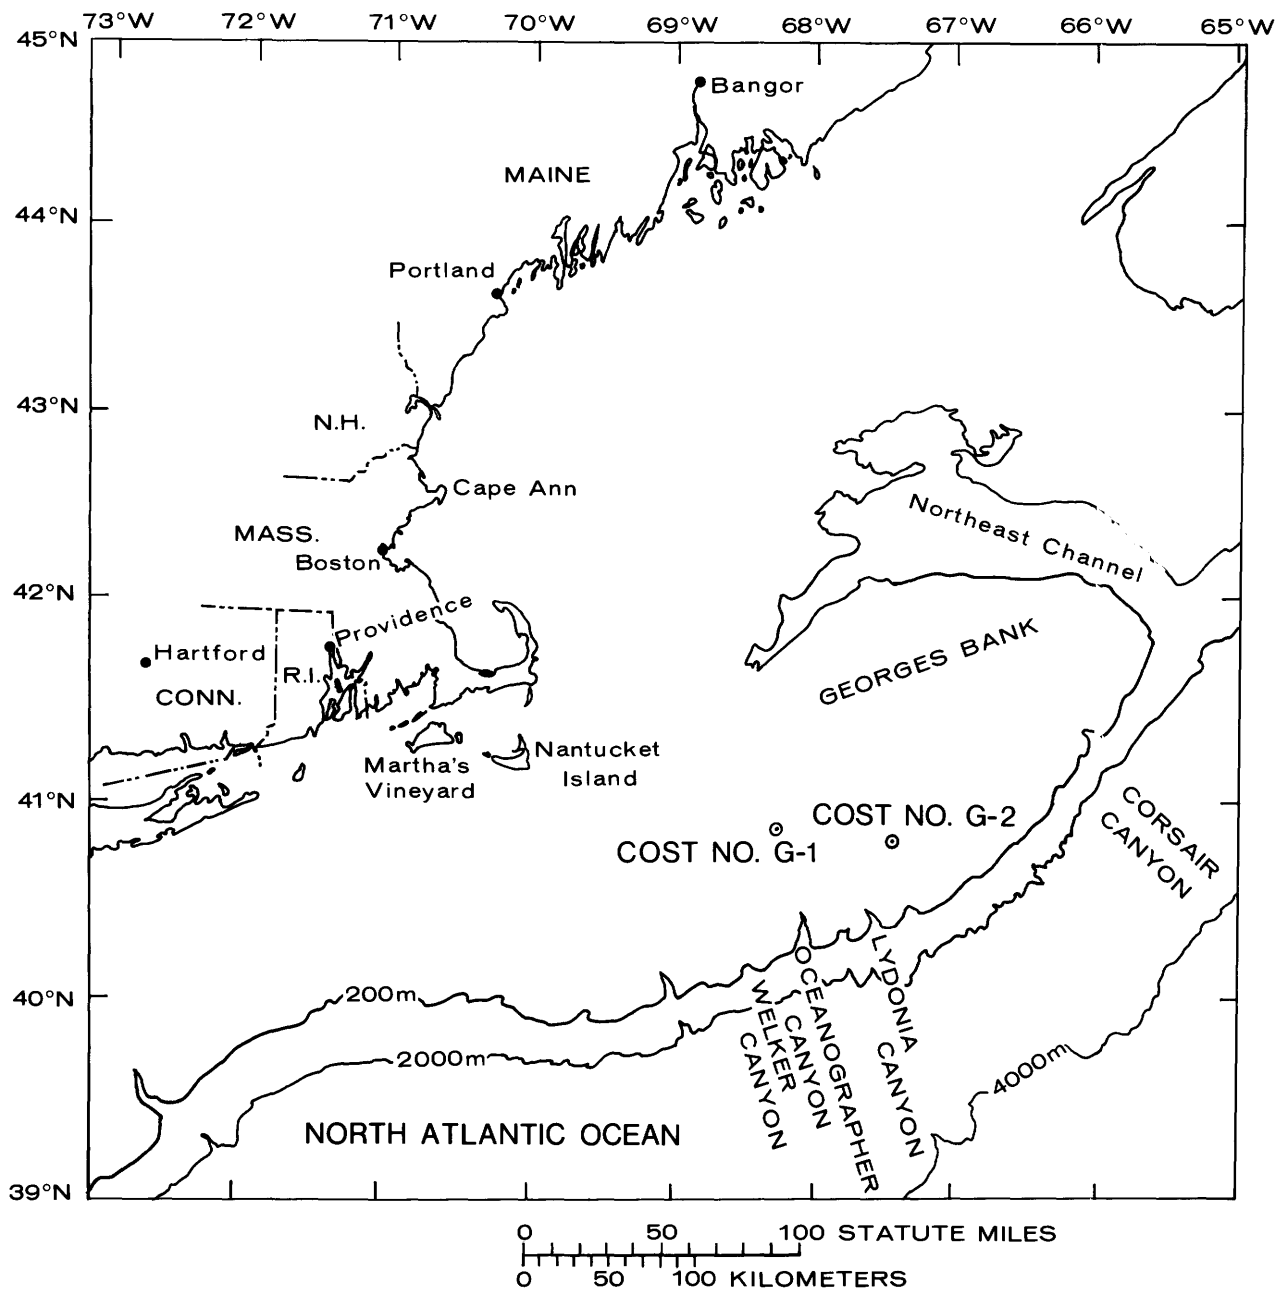 73°W 72°W 71°W 70°W 69°W 68°W 67°W 66°W 65°W
45°N
Bangor
MAINE
44°N
Portland
43°N
N.H.
Cape Ann
Northeast Channel
MASS.
Boston
42°N
Providence
GEORGES BANK
Hartford
R.I.
CONN.
Nantucket
Island
Martha's
Vineyard
41°N
COST NO. G-2
COST NO. G-1
CORSAIR
CANYON
LYDONIA
CANYON
OCEANOGRAPHER
CANYON
WELKER
CANYON
40°N
200m
2000m
4000m
NORTH ATLANTIC OCEAN
39°N
0 50 100 STATUTE MILES
0 50 100 KILOMETERS